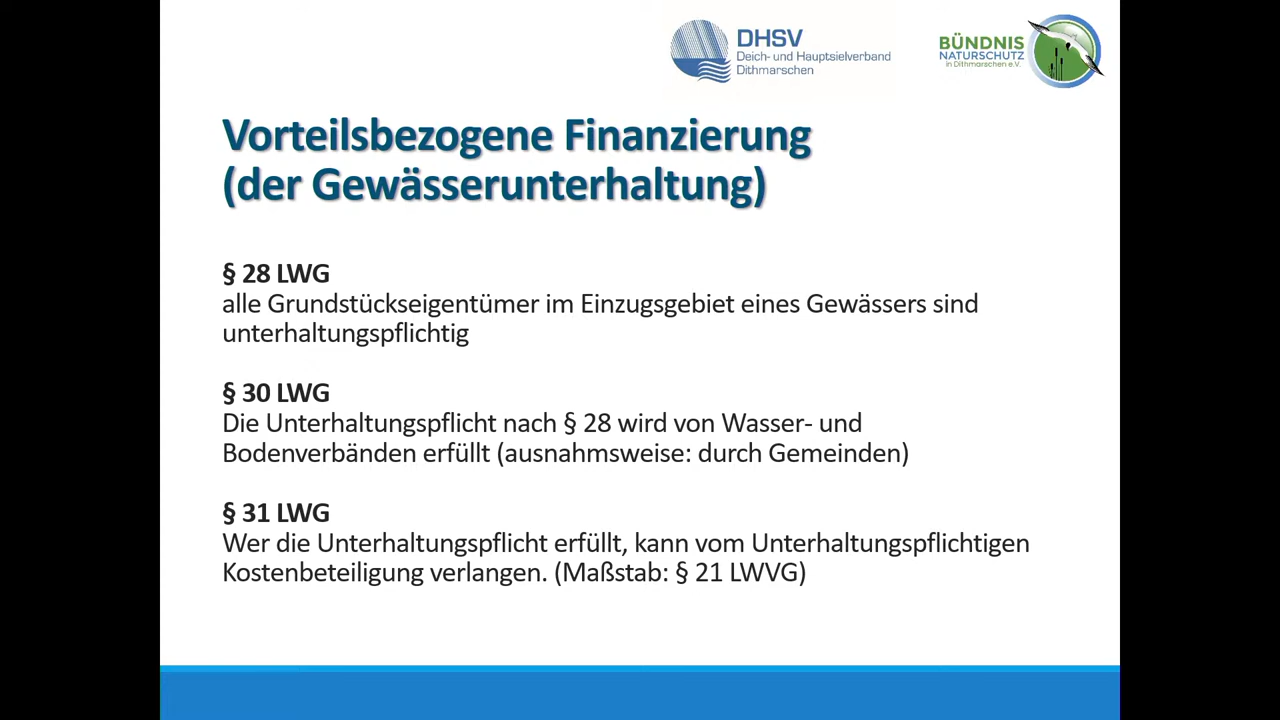 DHSV
Deich- und Hauptsielverband
Dithmarschen
BÜNDNIS
NATURSCHUTZ
in Dithmarschen e.V.
Vorteilsbezogene Finanzierung
(der Gewässerunterhaltung)
§ 28 LWG
alle Grundstückseigentümer im Einzugsgebiet eines Gewässers sind
unterhaltungspflichtig
§ 30 LWG
Die Unterhaltungspflicht nach § 28 wird von Wasser- und
Bodenverbänden erfüllt (ausnahmsweise: durch Gemeinden)
§ 31 LWG
Wer die Unterhaltungspflicht erfüllt, kann vom Unterhaltungspflichtigen
Kostenbeteiligung verlangen. (Maßstab: § 21 LWVG)